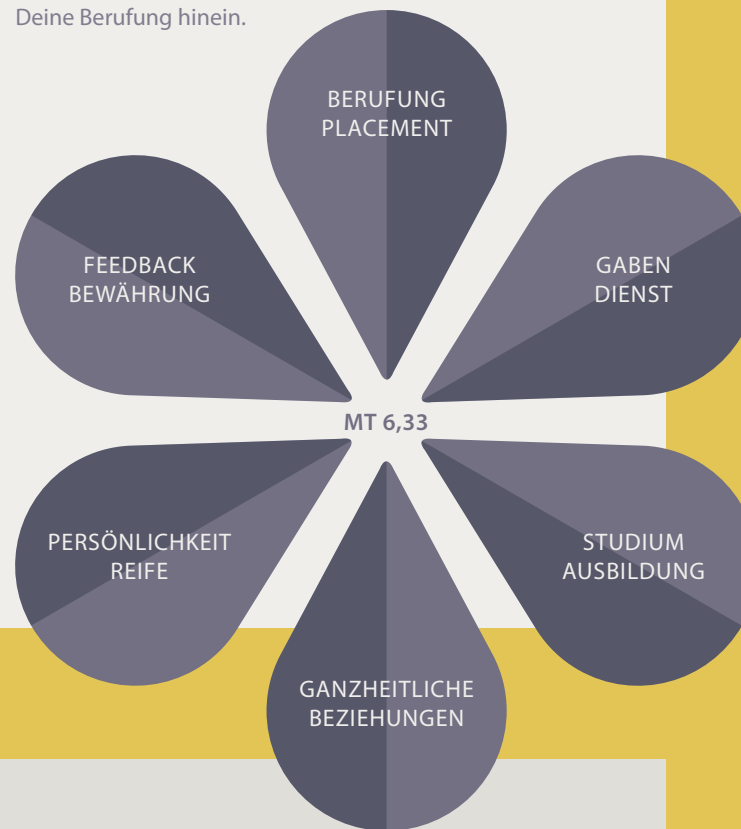 Deine Berufung hinein.
BERUFUNG
PLACEMENT
FEEDBACK
BEWÄHRUNG
GABEN
DIENST
MT 6,33
PERSÖNLICHKEIT
REIFE
STUDIUM
AUSBILDUNG
GANZHEITLICHE
BEZIEHUNGEN